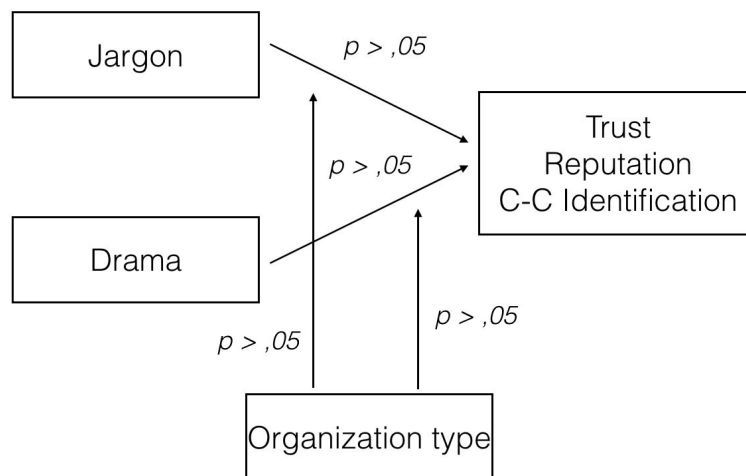 Jargon
p > ,05
Trust
Reputation
C-C Identification
p > ,05
Drama
p > ,05
p > ,05
Organization type